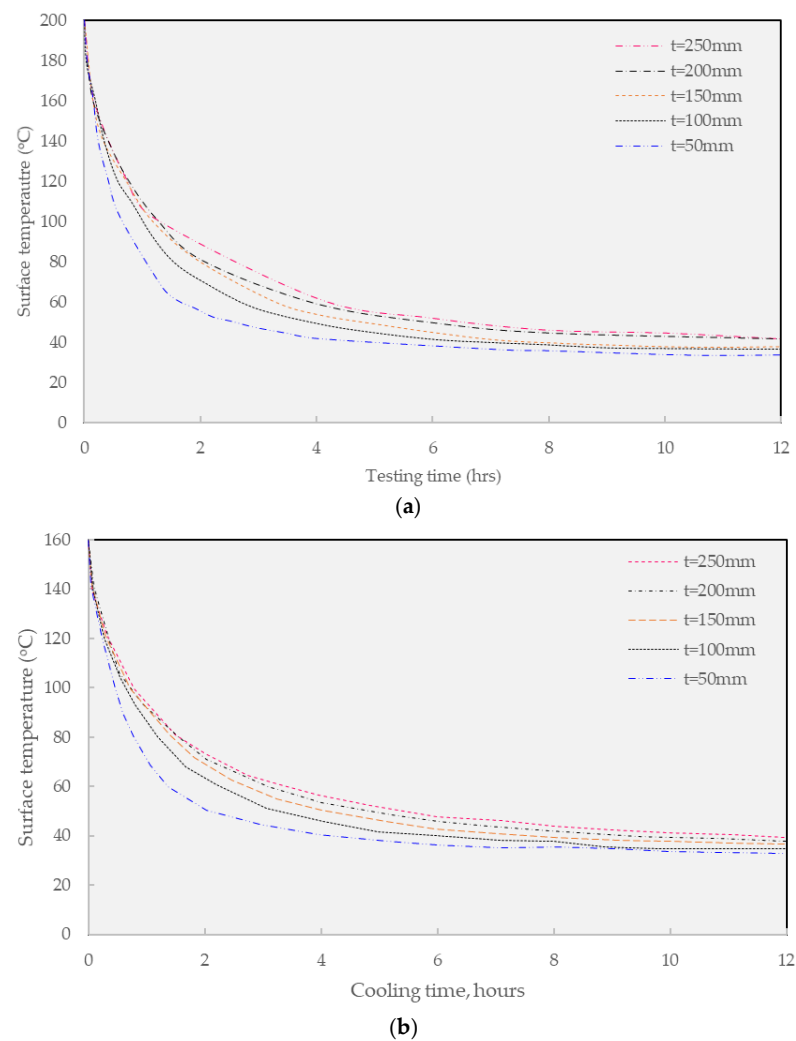 200
180
160
140
120
100
80
60
40
20
0
Surface temperautre (°C)
t=250mm
t=200mm
t=150mm
t=100mm
t=50mm
0 2 4 6 8 10 12
Testing time (hrs)
(a)
160
140
120
100
80
60
40
20
0
Surface temperature (°C)
t=250mm
t=200mm
t=150mm
t=100mm
t=50mm
0 2 4 6 8 10 12
Cooling time, hours
(b)